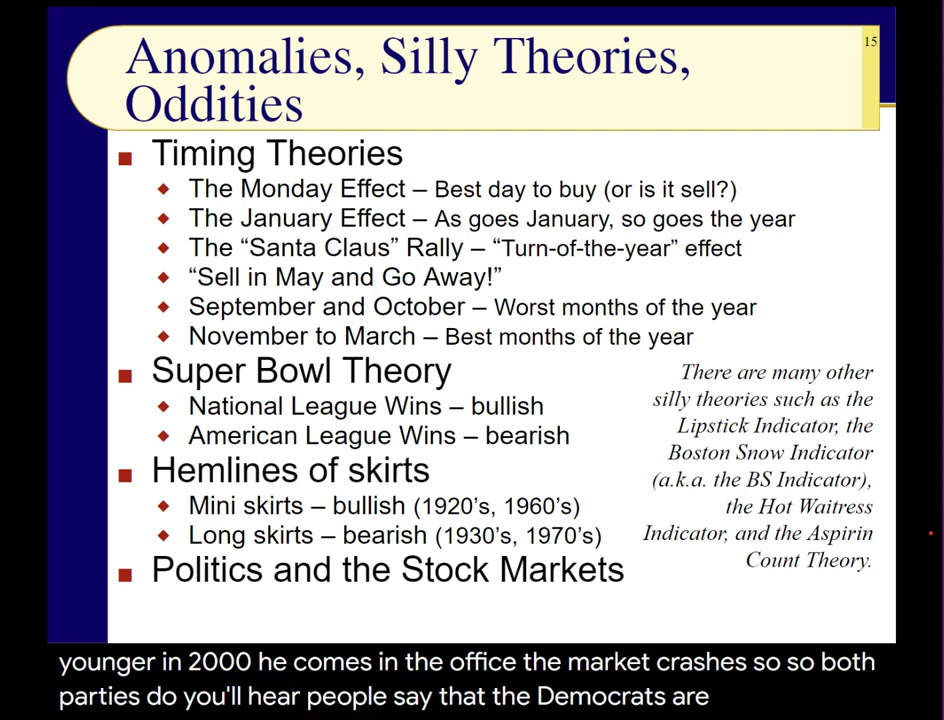 15
Anomalies, Silly Theories,
Oddities
Timing Theories
The Monday Effect – Best day to buy (or is it sell?)
The January Effect – As goes January, so goes the year
The “Santa Claus” Rally – “Turn-of-the-year” effect
“Sell in May and Go Away!”
September and October – Worst months of the year
November to March – Best months of the year
Super Bowl Theory
National League Wins – bullish
American League Wins – bearish
Hemlines of skirts
Mini skirts – bullish (1920’s, 1960’s)
Long skirts – bearish (1930’s, 1970’s)
Politics and the Stock Markets
There are many other
silly theories such as the
Lipstick Indicator, the
Boston Snow Indicator
(a.k.a. the BS Indicator),
the Hot Waitress
Indicator, and the Aspirin
Count Theory.
younger in 2000 he comes in the office the market crashes so so both
parties do you'll hear people say that the Democrats are